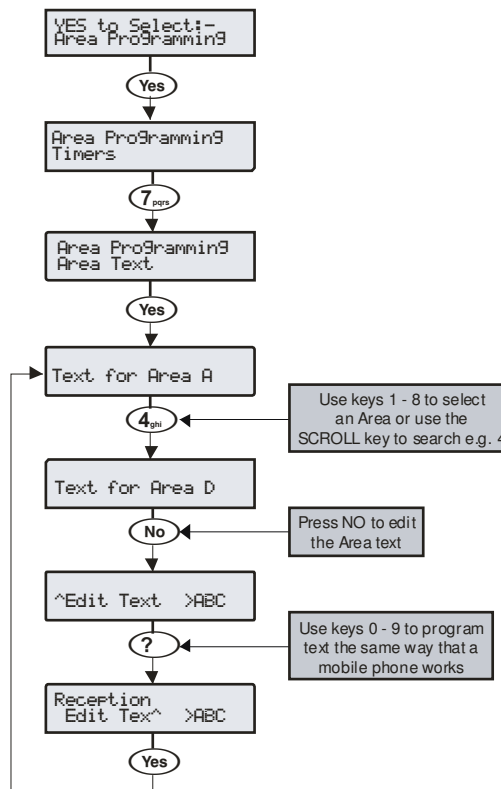 YES to Select:-
Area Programming
Yes
Area Programming
Timers
7pqrs
Area Programming
Area Text
Yes
Text for Area A
4ghi
Use keys 1 - 8 to select
an Area or use the
SCROLL key to search e.g. 4
Text for Area D
No
Press NO to edit
the Area text
^Edit Text >ABC
?
Use keys 0 - 9 to program
text the same way that a
mobile phone works
Reception
Edit Tex^ >ABC
Yes